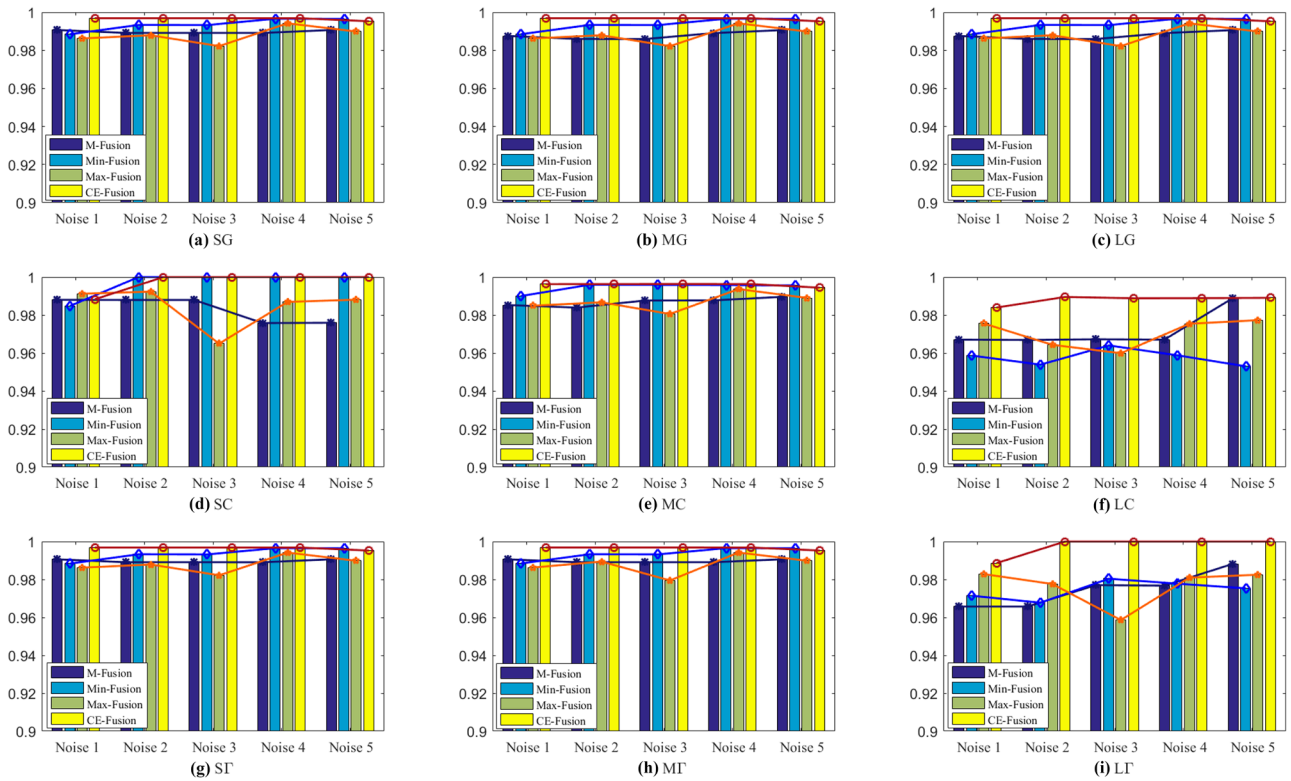 1
0.98
0.96
0.94
0.92
0.9
M-Fusion
Min-Fusion
Max-Fusion
CE-Fusion
Noise 1 Noise 2 Noise 3 Noise 4 Noise 5
(a) SG
1
0.98
0.96
0.94
0.92
0.9
M-Fusion
Min-Fusion
Max-Fusion
CE-Fusion
Noise 1 Noise 2 Noise 3 Noise 4 Noise 5
(b) MG
1
0.98
0.96
0.94
0.92
0.9
M-Fusion
Min-Fusion
Max-Fusion
CE-Fusion
Noise 1 Noise 2 Noise 3 Noise 4 Noise 5
(c) LG
1
0.98
0.96
0.94
0.92
0.9
M-Fusion
Min-Fusion
Max-Fusion
CE-Fusion
Noise 1 Noise 2 Noise 3 Noise 4 Noise 5
(d) SC
1
0.98
0.96
0.94
0.92
0.9
M-Fusion
Min-Fusion
Max-Fusion
CE-Fusion
Noise 1 Noise 2 Noise 3 Noise 4 Noise 5
(e) MC
1
0.98
0.96
0.94
0.92
0.9
M-Fusion
Min-Fusion
Max-Fusion
CE-Fusion
Noise 1 Noise 2 Noise 3 Noise 4 Noise 5
(f) LC
1
0.98
0.96
0.94
0.92
0.9
M-Fusion
Min-Fusion
Max-Fusion
CE-Fusion
Noise 1 Noise 2 Noise 3 Noise 4 Noise 5
(g) SΓ
1
0.98
0.96
0.94
0.92
0.9
M-Fusion
Min-Fusion
Max-Fusion
CE-Fusion
Noise 1 Noise 2 Noise 3 Noise 4 Noise 5
(h) MΓ
1
0.98
0.96
0.94
0.92
0.9
M-Fusion
Min-Fusion
Max-Fusion
CE-Fusion
Noise 1 Noise 2 Noise 3 Noise 4 Noise 5
(i) LΓ